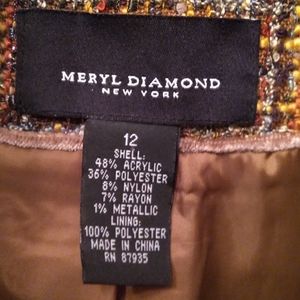 MERYL DIAMOND
NEW YORK
12
SHELL:
48% ACRYLIC
36% POLYESTER
8% NYLON
7% RAYON
1% METALLIC
LINING:
100% POLYESTER
MADE IN CHINA
RN 87935